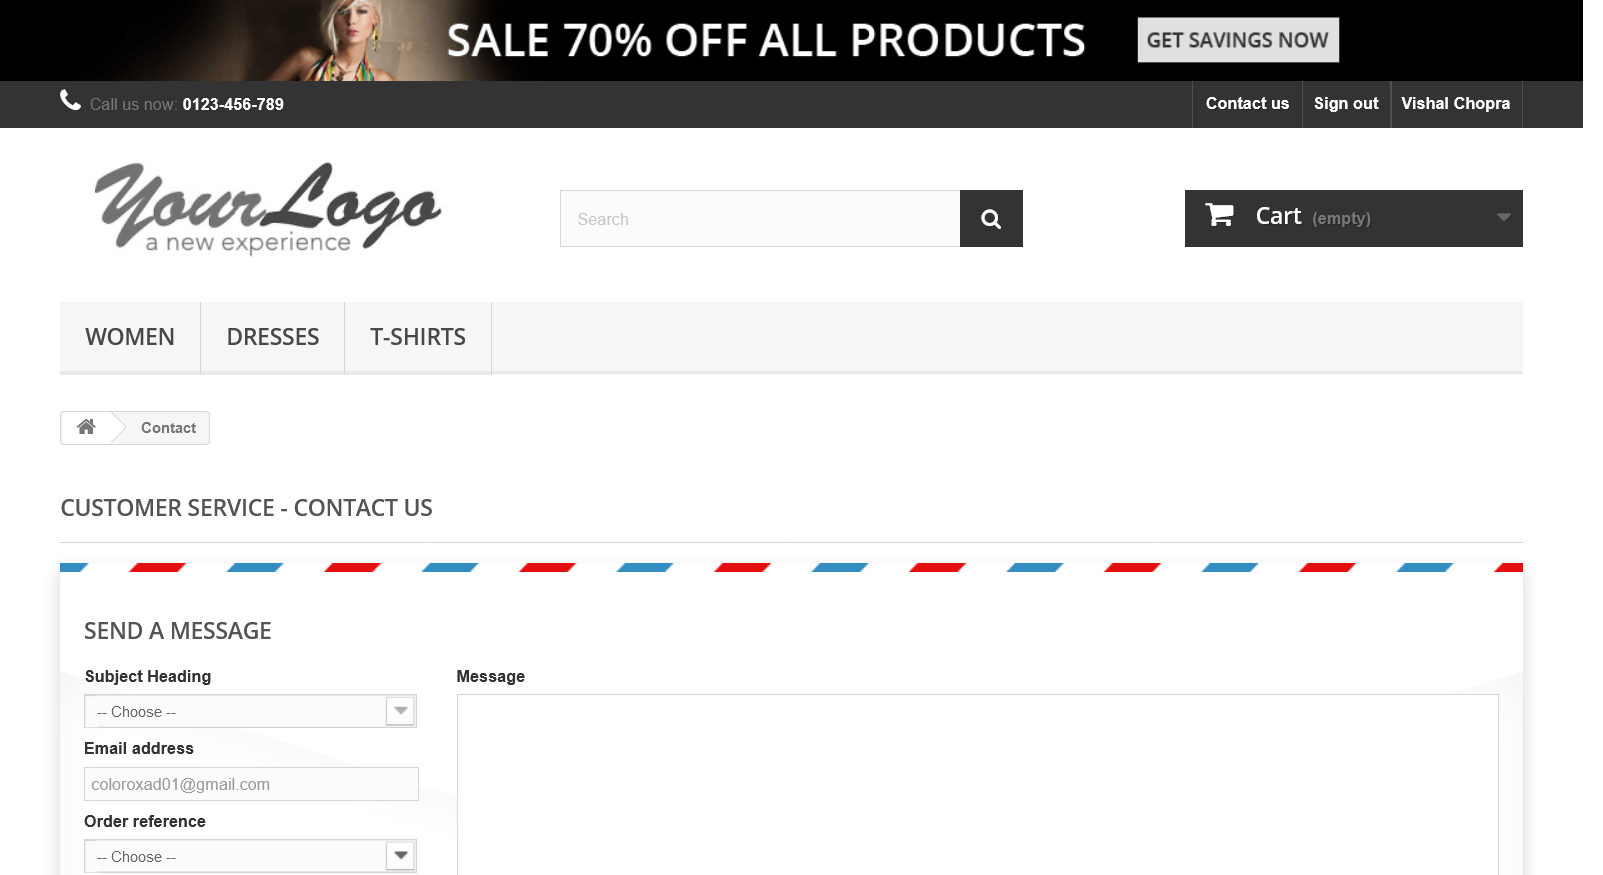 SALE 70% OFF ALL PRODUCTS GET SAVINGS NOW
Call us now: 0123-456-789 Contact us Sign out Vishal Chopra
YourLogo
a new experience
Search
Cart (empty)
WOMEN DRESSES T-SHIRTS
Contact
CUSTOMER SERVICE - CONTACT US
SEND A MESSAGE
Subject Heading
-- Choose --
Email address
coloroxad01@gmail.com
Order reference
-- Choose --
Message